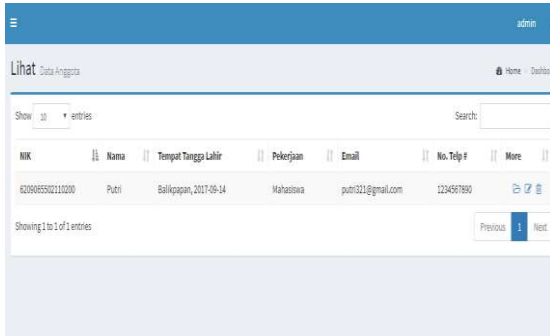 admin
Lihat Data Anggota
Home Dashbo
Show 10 entries
Search:
NIK Nama Tempat Tangga Lahir Pekerjaan Email No. Telp # More
6209065502110200 Putri Balikpapan, 2017-09-14 Mahasiswa putri321@gmail.com 1234567890
Showing 1 to 1 of 1 entries
Previous 1 Next